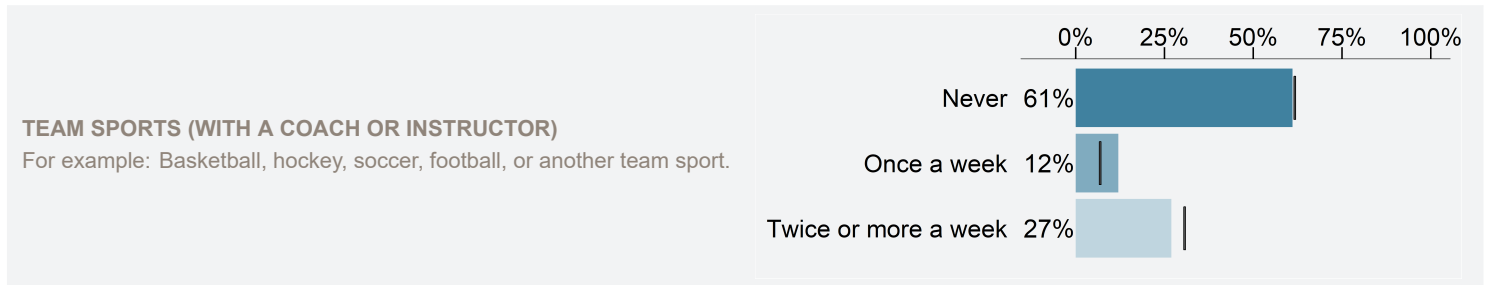 TEAM SPORTS (WITH A COACH OR INSTRUCTOR)
For example: Basketball, hockey, soccer, football, or another team sport.
0% 25% 50% 75% 100%
Never 61%
Once a week 12%
Twice or more a week 27%